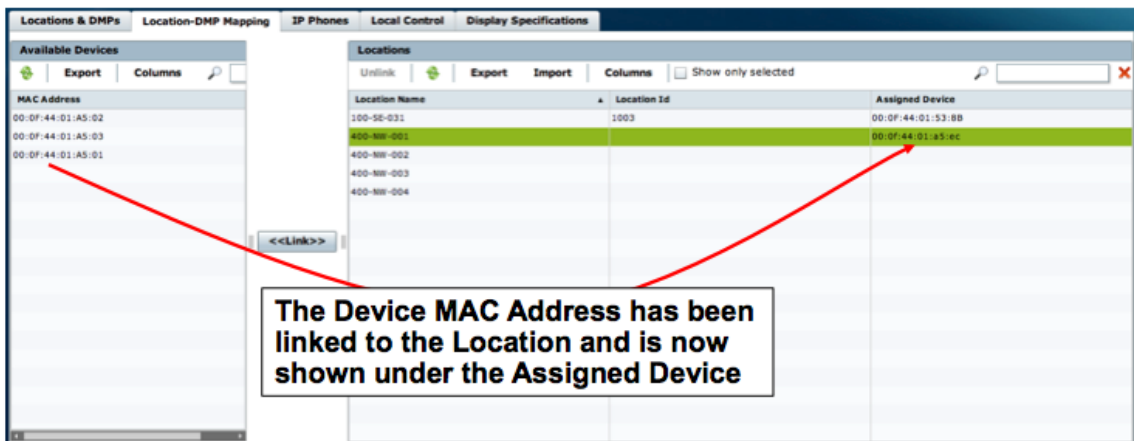 Locations & DMPs Location-DMP Mapping IP Phones Local Control Display Specifications
Available Devices
Export Columns
MAC Address
00:0F:44:01:A5:02
00:0F:44:01:A5:03
00:0F:44:01:A5:01
<<Link>>
Locations
Unlink Export Import Columns Show only selected
Location Name Location Id Assigned Device
100-SE-031 1003 00:0F:44:01:53:8B
400-NW-001 00:0f:44:01:a5:ec
400-NW-002
400-NW-003
400-NW-004
The Device MAC Address has been
linked to the Location and is now
shown under the Assigned Device